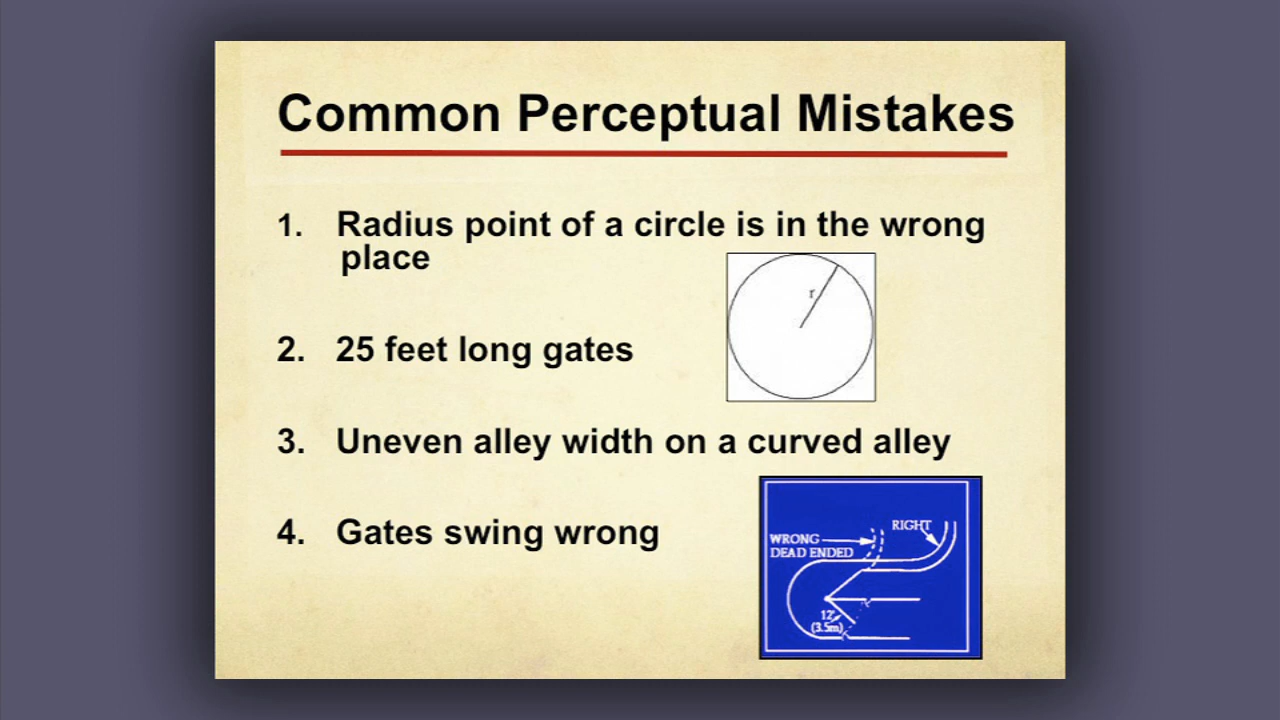 Common Perceptual Mistakes
1. Radius point of a circle is in the wrong
place
r
2. 25 feet long gates
3. Uneven alley width on a curved alley
4. Gates swing wrong
RIGHT
WRONG
DEAD ENDED
12'
(3.5m)